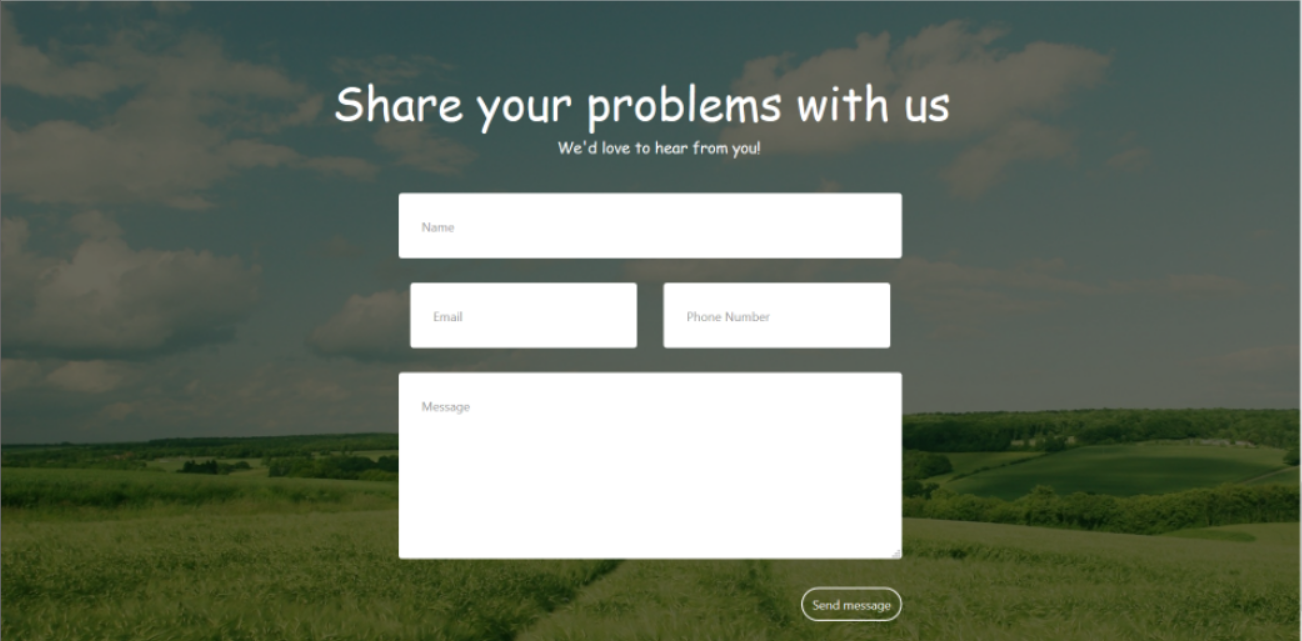 Share your problems with us
We'd love to hear from you!
Name
Email Phone Number
Message
Send message